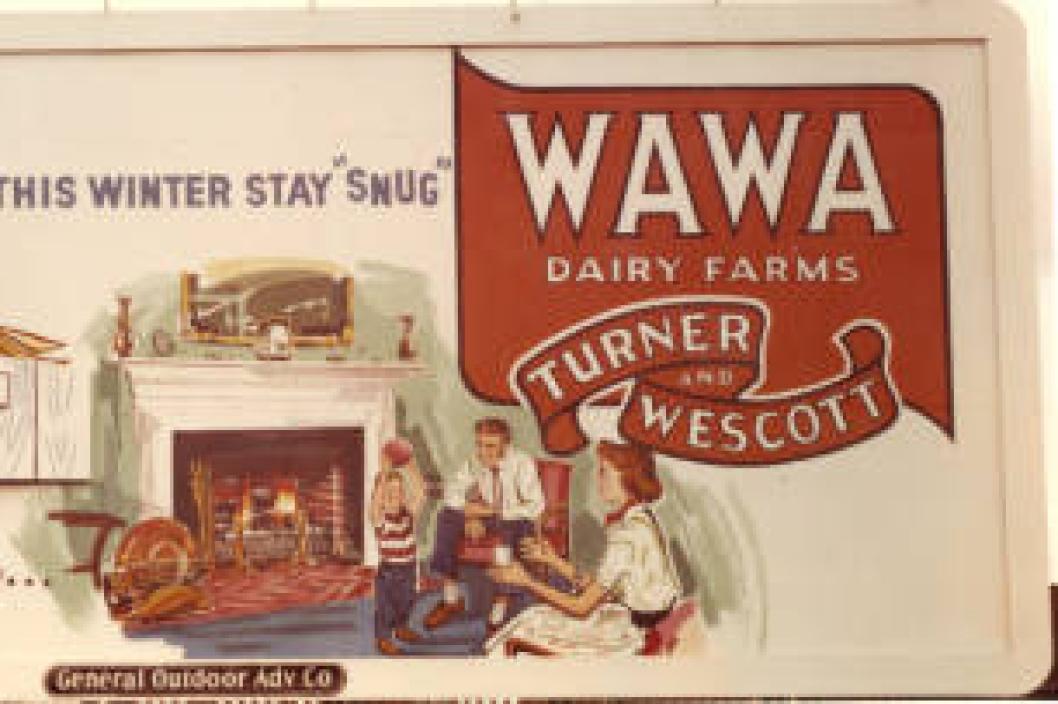 THIS WINTER STAY "SNUG"
WAWA
DAIRY FARMS
TURNER
AND
WESCOTT
General Outdoor Adv Co